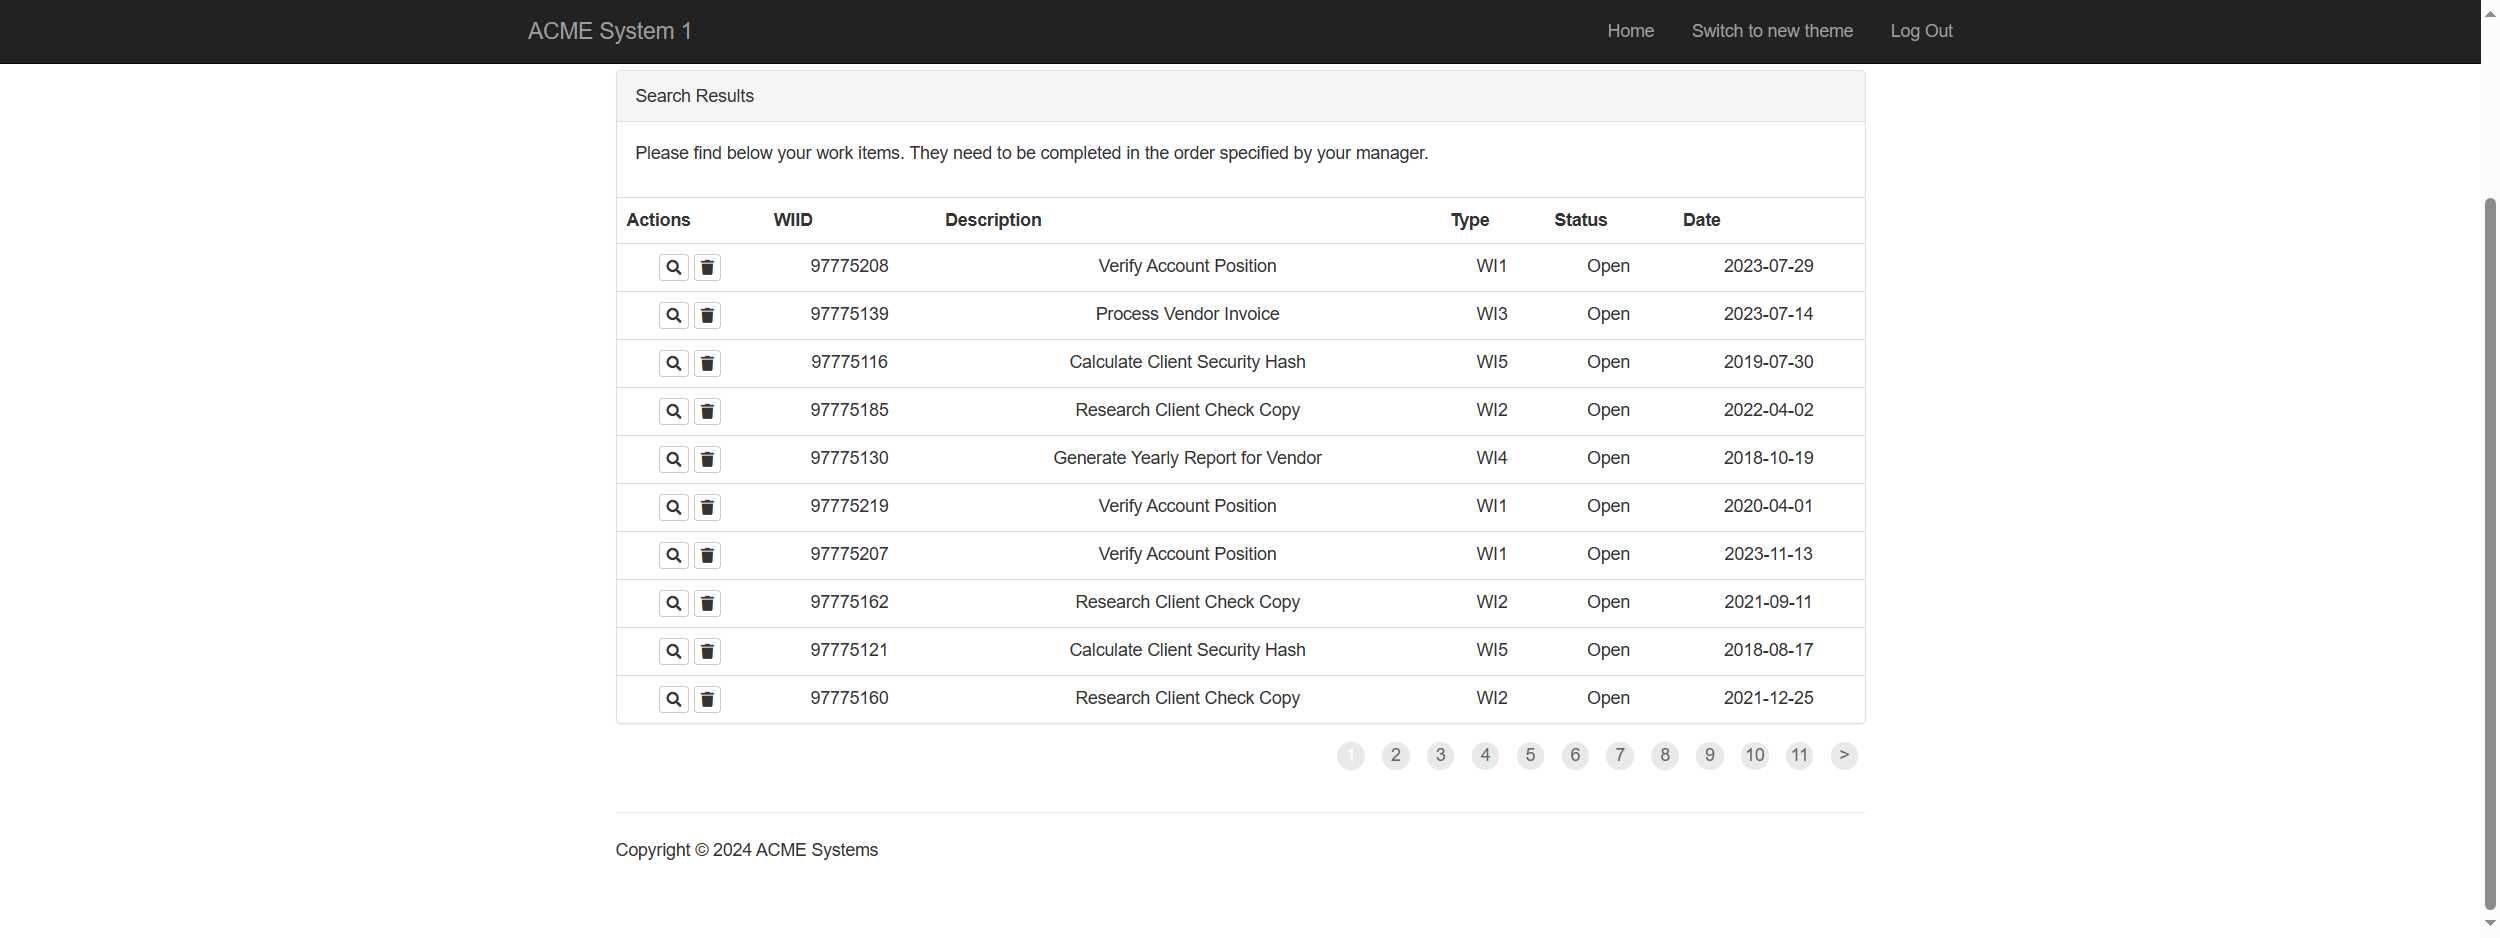 ACME System 1 Home Switch to new theme Log Out
Search Results
Please find below your work items. They need to be completed in the order specified by your manager.
Actions WIID Description Type Status Date
97775208 Verify Account Position WI1 Open 2023-07-29
97775139 Process Vendor Invoice WI3 Open 2023-07-14
97775116 Calculate Client Security Hash WI5 Open 2019-07-30
97775185 Research Client Check Copy WI2 Open 2022-04-02
97775130 Generate Yearly Report for Vendor WI4 Open 2018-10-19
97775219 Verify Account Position WI1 Open 2020-04-01
97775207 Verify Account Position WI1 Open 2023-11-13
97775162 Research Client Check Copy WI2 Open 2021-09-11
97775121 Calculate Client Security Hash WI5 Open 2018-08-17
97775160 Research Client Check Copy WI2 Open 2021-12-25
1 2 3 4 5 6 7 8 9 10 11 >
Copyright © 2024 ACME Systems